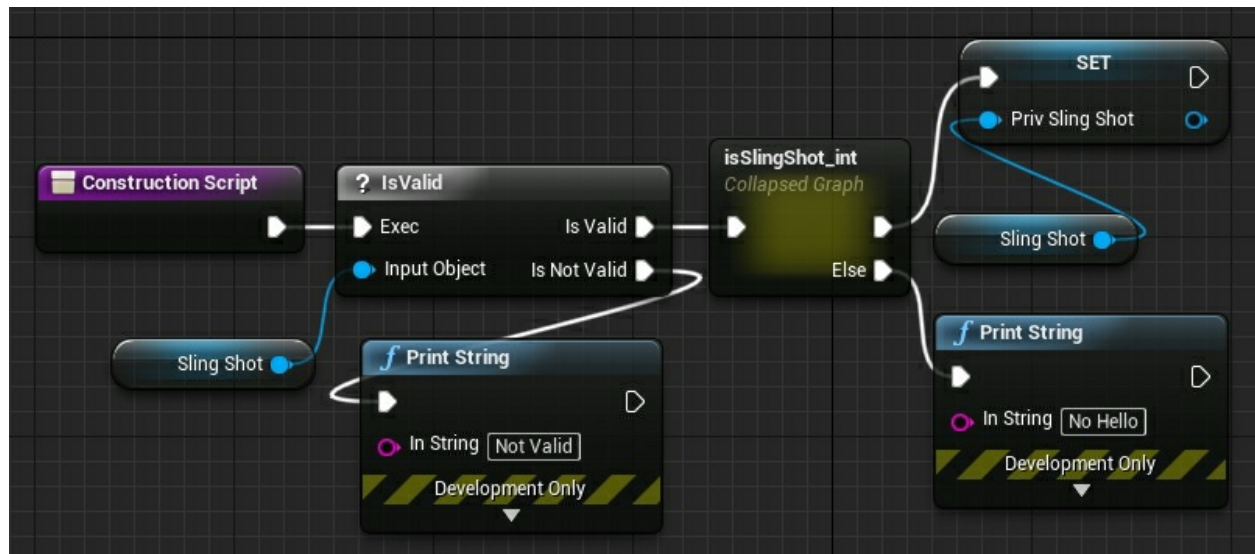 Construction Script
? IsValid
Exec
Is Valid
Input Object
Is Not Valid
Sling Shot
f Print String
In String Not Valid
Development Only
isSlingShot_int
Collapsed Graph
Else
SET
Priv Sling Shot
Sling Shot
f Print String
In String No Hello
Development Only